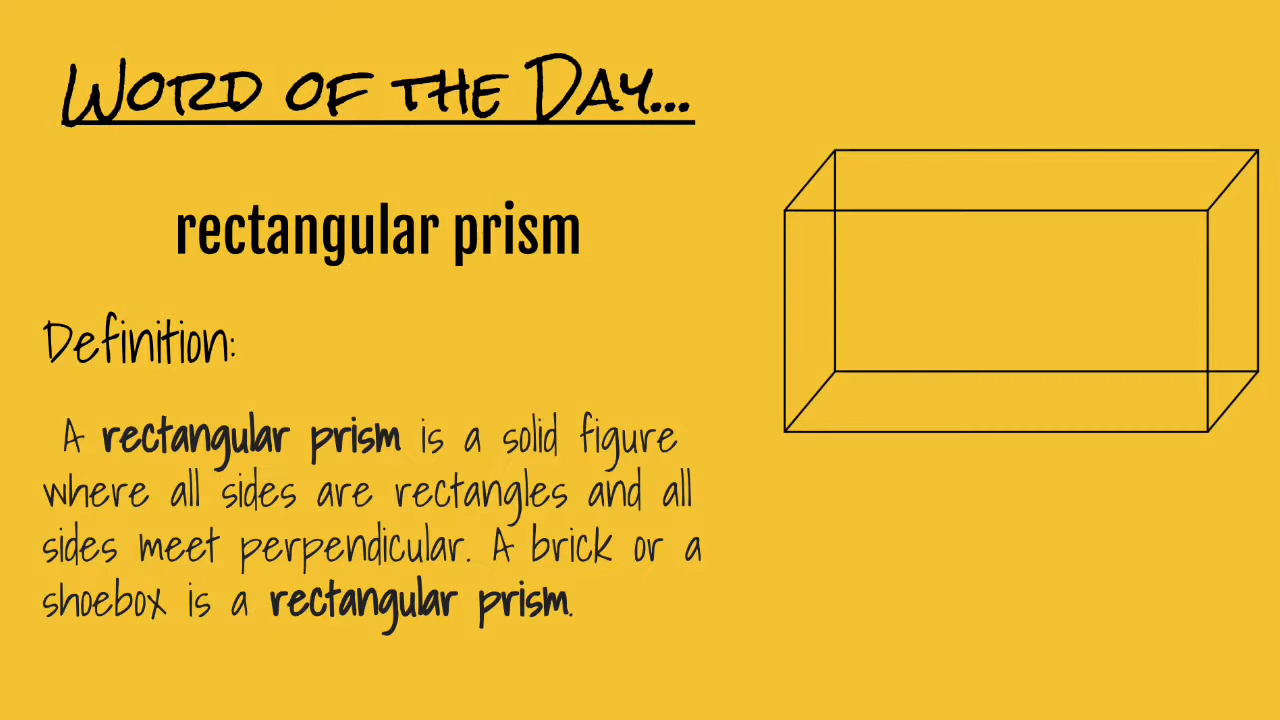 Word of the Day...
rectangular prism
Definition:
A rectangular prism is a solid figure
where all sides are rectangles and all
sides meet perpendicular. A brick or a
shoebox is a rectangular prism.